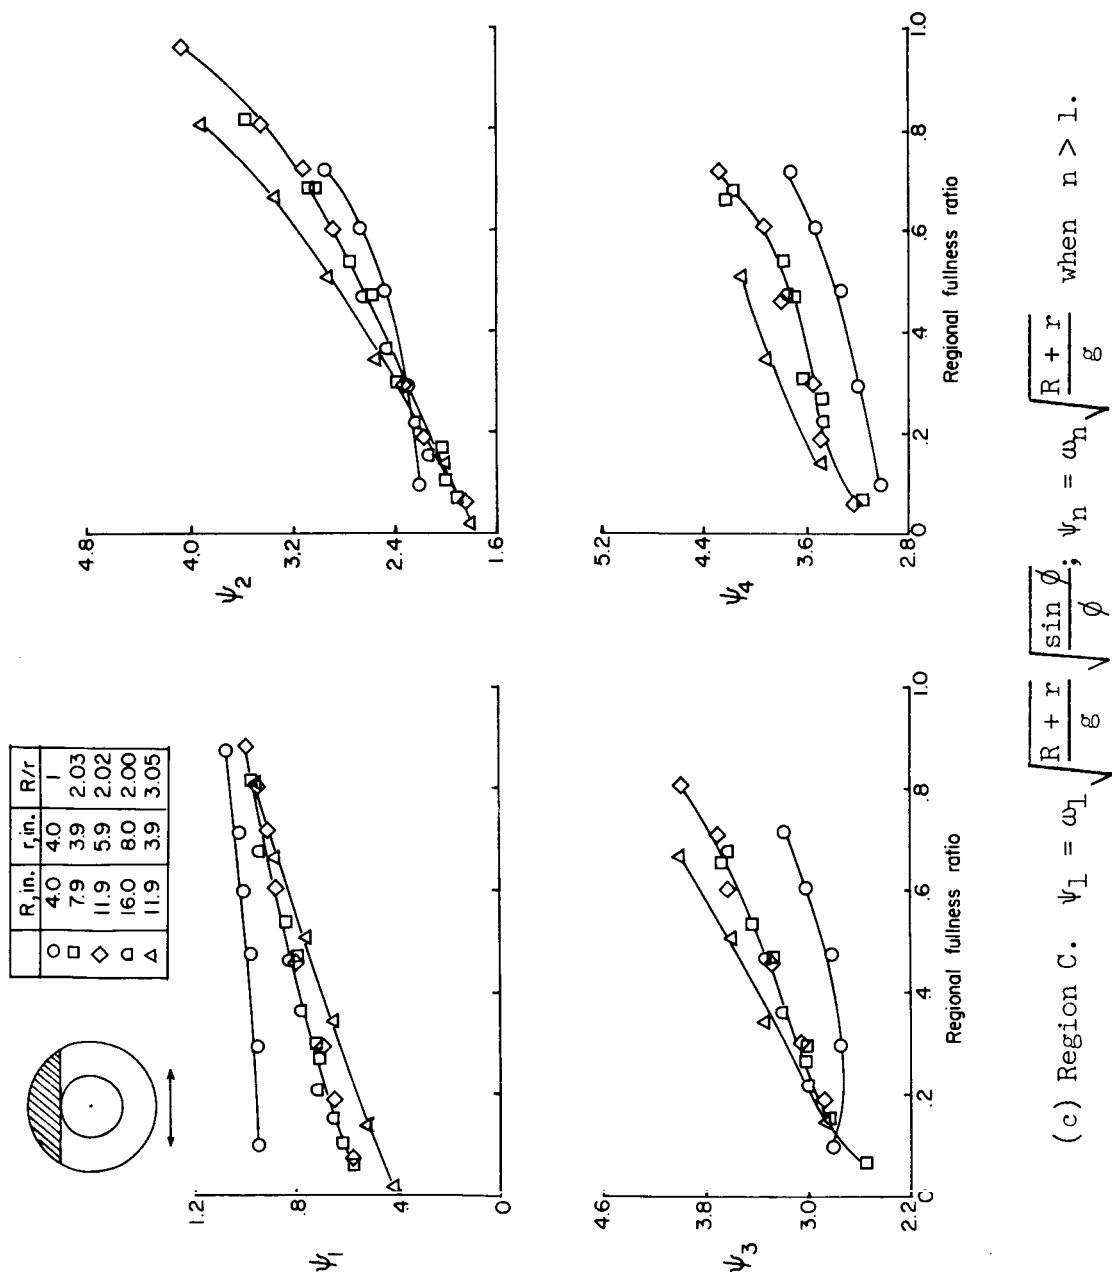 R, in. r, in. R/r
○ 4.0 4.0 1
□ 7.9 3.9 2.03
◇ 11.9 5.9 2.02
⌓ 16.0 8.0 2.00
△ 11.9 3.9 3.05
ψ1
1.2
.8
.4
0
ψ2
4.8
4.0
3.2
2.4
1.6
ψ3
4.6
3.8
3.0
2.2
0 .2 .4 .6 .8 1.0
Regional fullness ratio
ψ4
5.2
4.4
3.6
2.8
0 .2 .4 .6 .8 1.0
Regional fullness ratio
(c) Region C. ψ1 = ω1 √((R + r)/g) √(sin ϕ/ϕ); ψn = ωn √((R + r)/g) when n > 1.